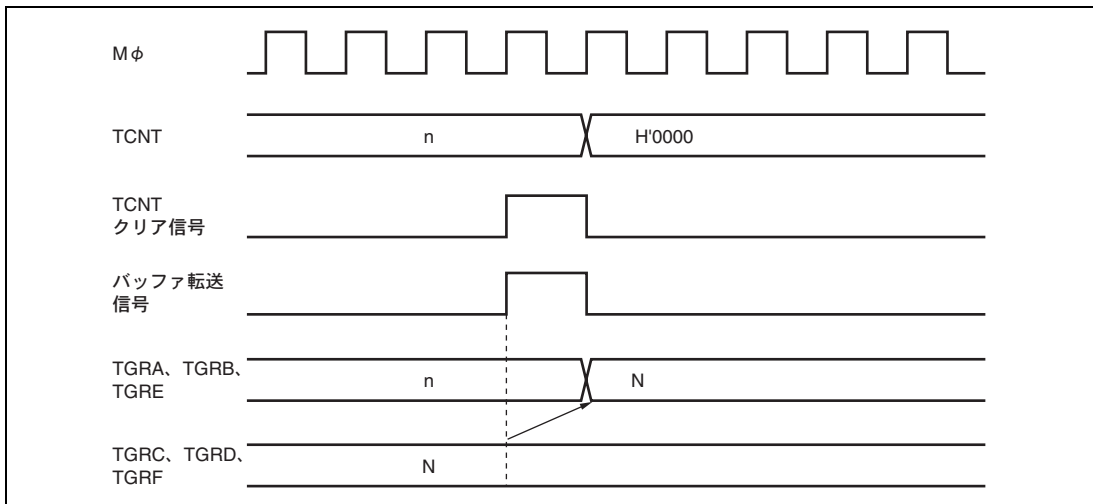 Mφ
TCNT
n
H'0000
TCNT
クリア信号
バッファ転送
信号
TGRA、TGRB、
TGRE
n
N
TGRC、TGRD、
TGRF
N